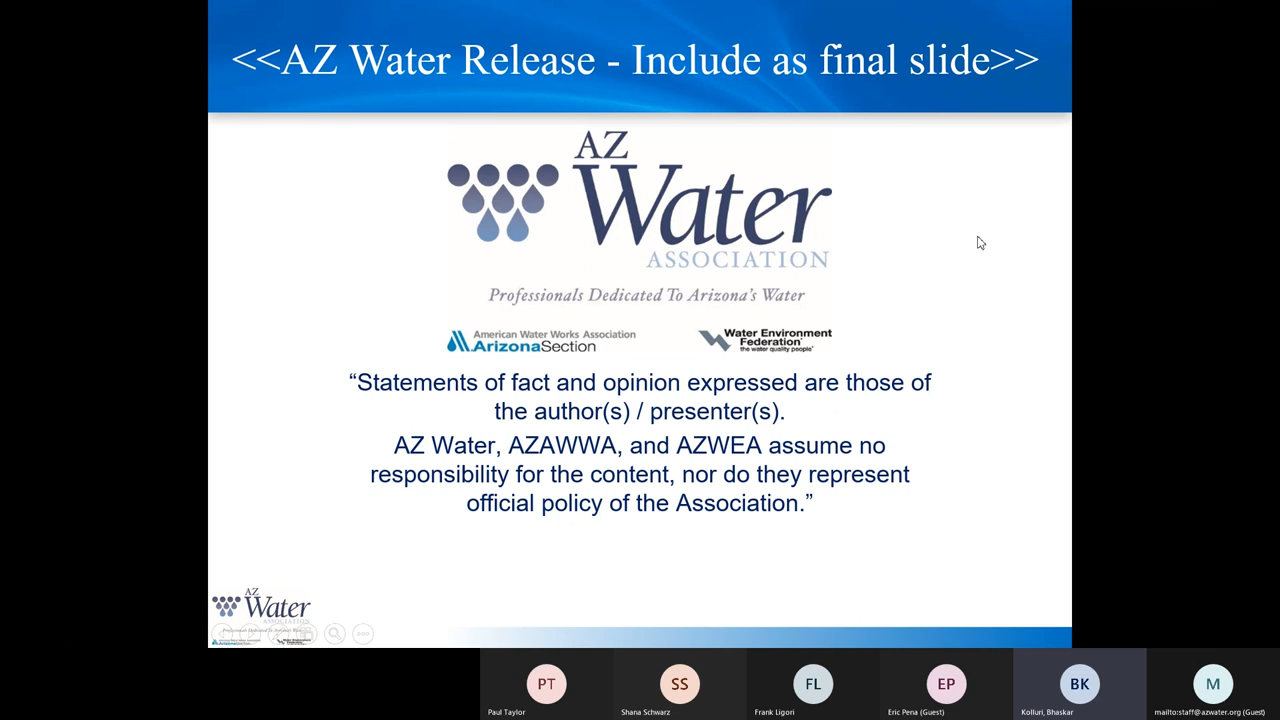 <<AZ Water Release - Include as final slide>>
AZ
Water
ASSOCIATION
Professionals Dedicated To Arizona's Water
American Water Works Association
ArizonaSection
Water Environment
Federation
the water quality people
“Statements of fact and opinion expressed are those of
the author(s) / presenter(s).
AZ Water, AZAWWA, and AZWEA assume no
responsibility for the content, nor do they represent
official policy of the Association.”
AZ
Water
ASSOCIATION
PT
Paul Taylor
SS
Shana Schwarz
FL
Frank Ligori
EP
Eric Pena (Guest)
BK
Kolluri, Bhaskar
M
mailto:staff@azwater.org (Guest)